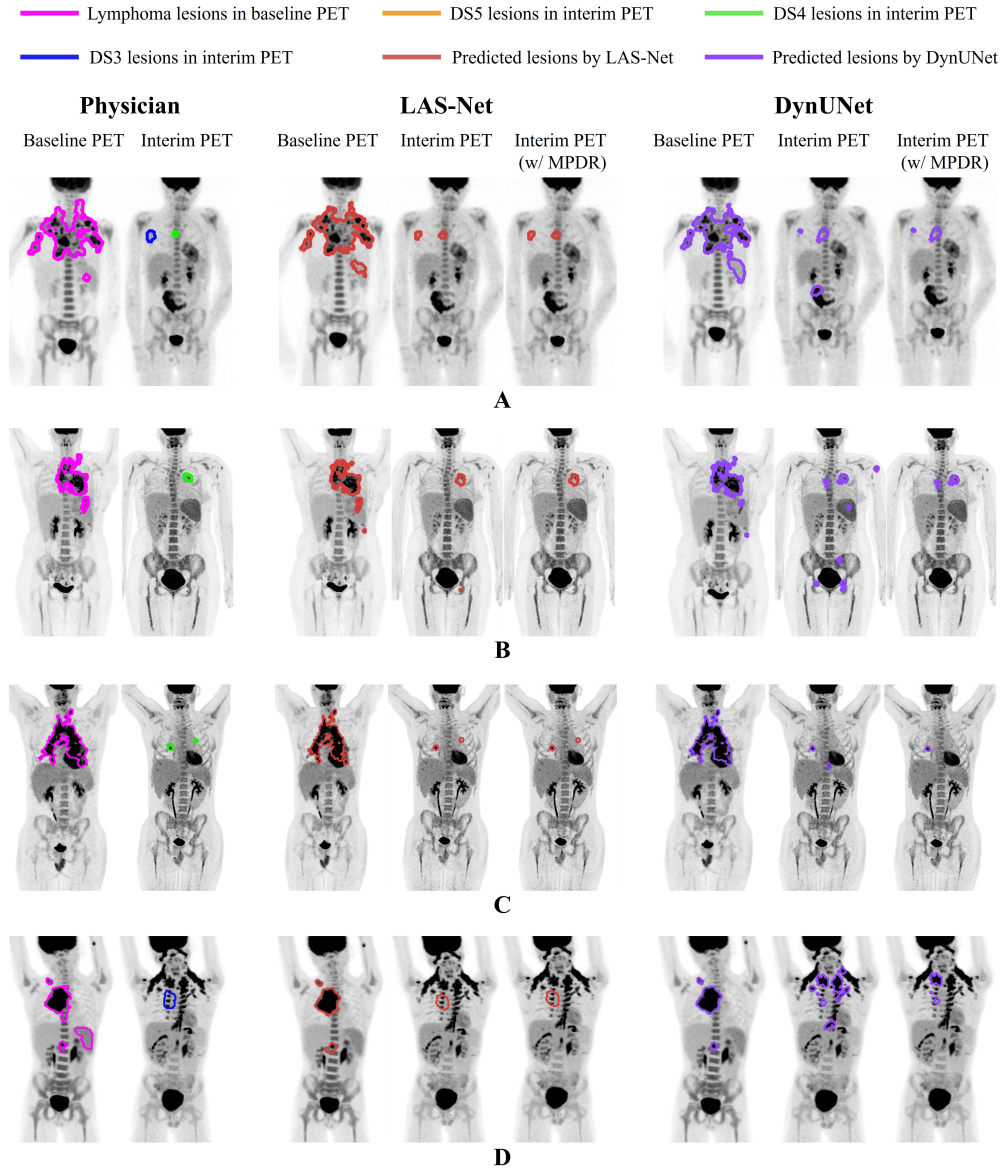 Lymphoma lesions in baseline PET
DS5 lesions in interim PET
DS4 lesions in interim PET
DS3 lesions in interim PET
Predicted lesions by LAS-Net
Predicted lesions by DynUNet
Physician
LAS-Net
DynUNet
Baseline PET
Interim PET
Baseline PET
Interim PET
Interim PET
(w/ MPDR)
Baseline PET
Interim PET
Interim PET
(w/ MPDR)
A
B
C
D